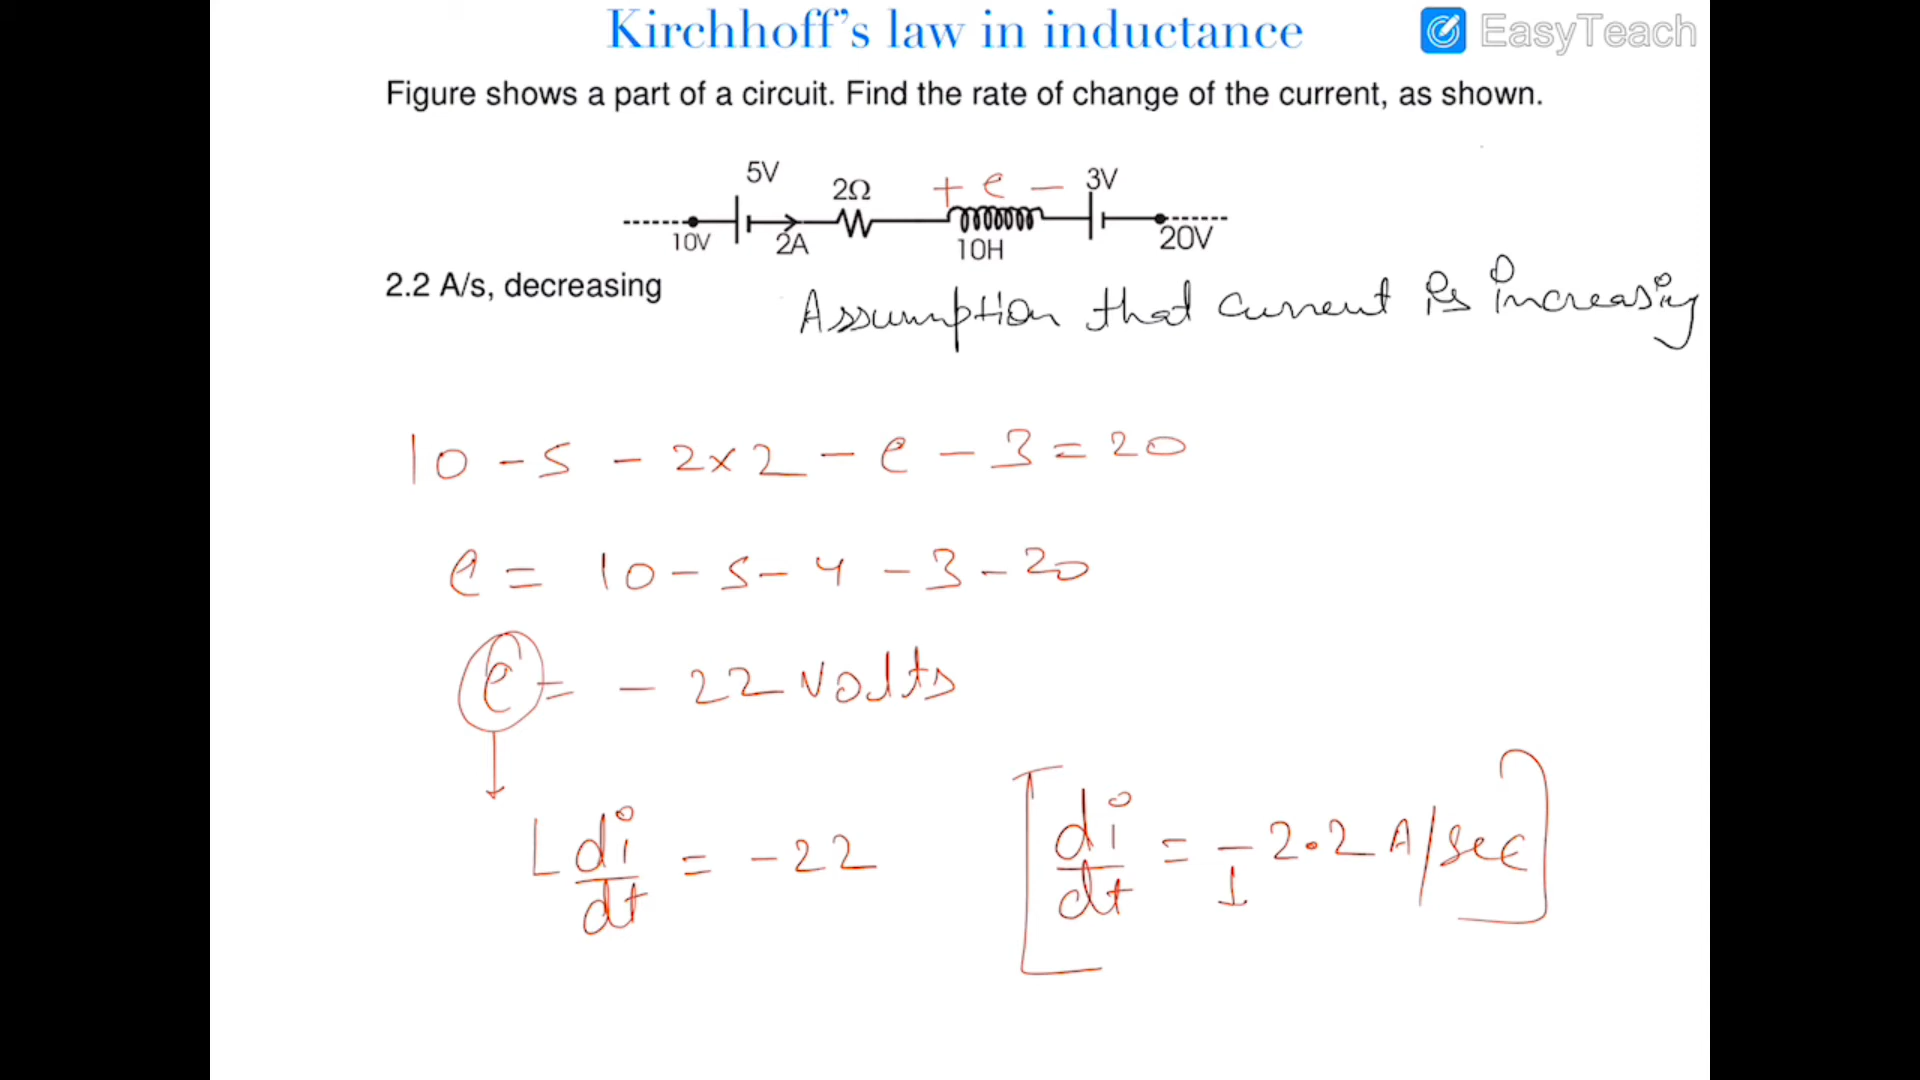 Kirchhoff's law in inductance
EasyTeach
Figure shows a part of a circuit. Find the rate of change of the current, as shown.
5V
2Ω
+ e −
3V
10V
2A
10H
20V
2.2 A/s, decreasing
Assumption that current is increasing
10 - 5 - 2×2 - e - 3 = 20
e = 10 - 5 - 4 - 3 - 20
e = - 22 volts
L di/dt = -22
di/dt = -2.2 A/sec